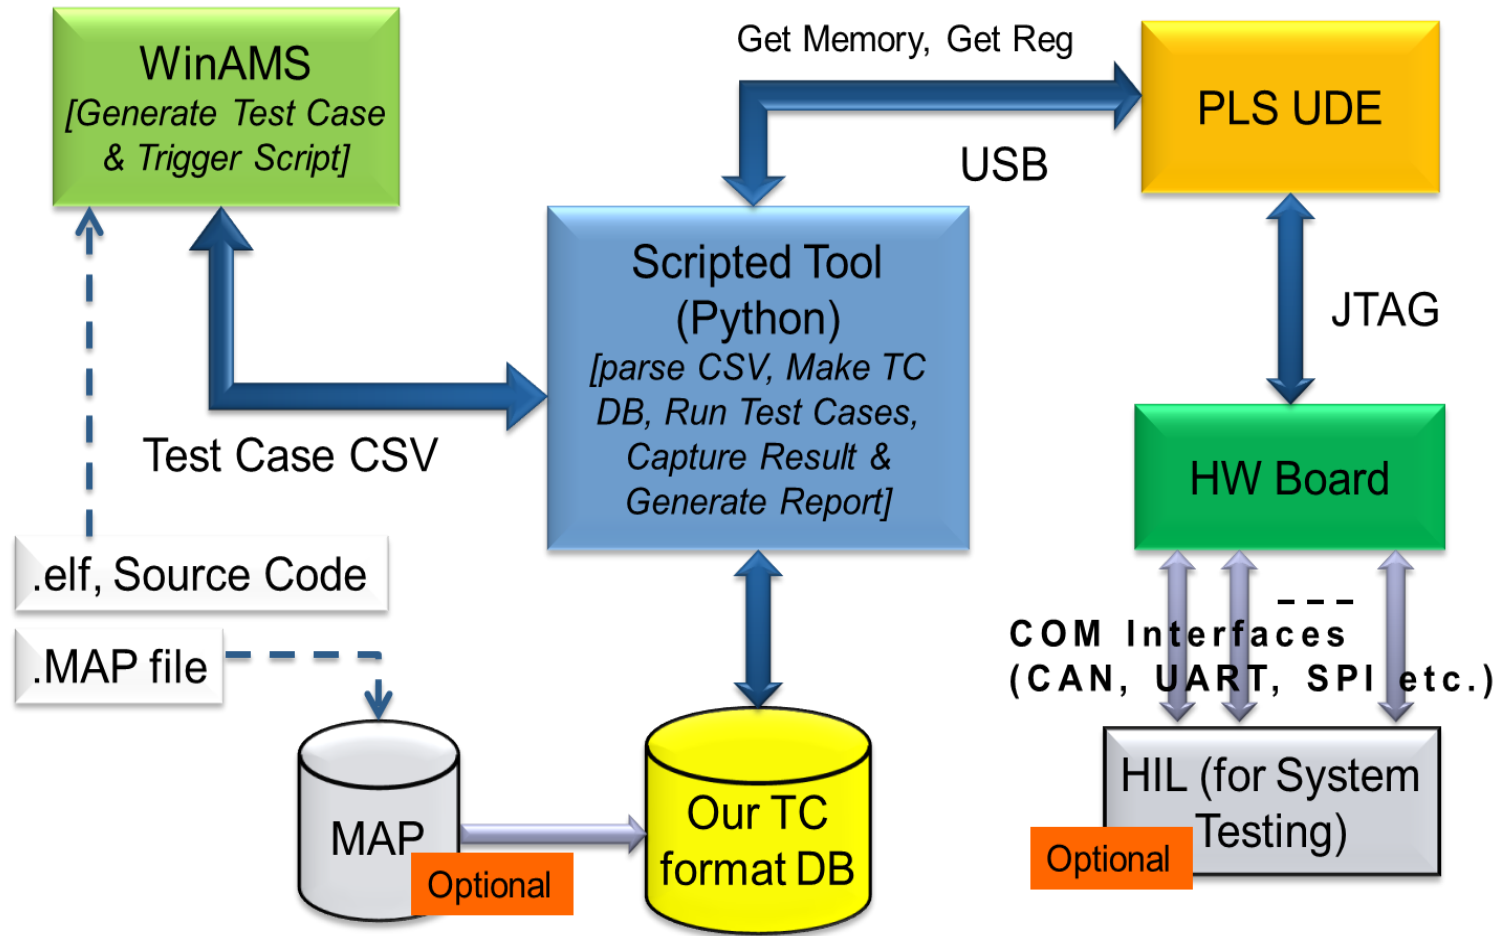 WinAMS
[Generate Test Case
& Trigger Script]
Get Memory, Get Reg
USB
PLS UDE
JTAG
Scripted Tool
(Python)
[parse CSV, Make TC
DB, Run Test Cases,
Capture Result &
Generate Report]
Test Case CSV
HW Board
.elf, Source Code
.MAP file
COM Interfaces
(CAN, UART, SPI etc.)
MAP
Optional
Our TC
format DB
HIL (for System
Testing)
Optional